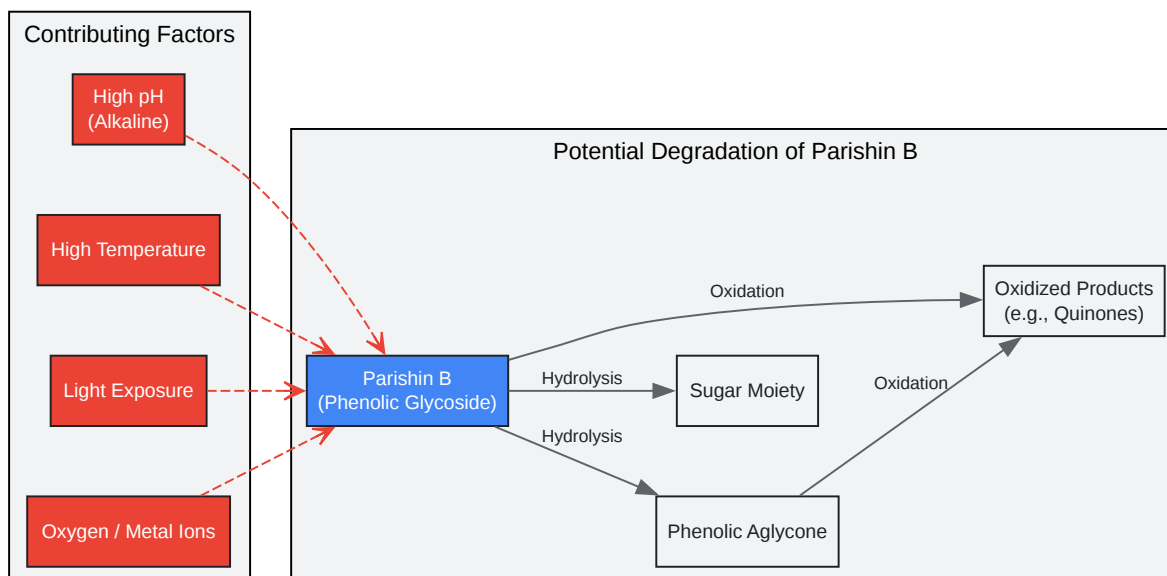 Contributing Factors
High pH
(Alkaline)
High Temperature
Light Exposure
Oxygen / Metal Ions
Potential Degradation of Parishin B
Parishin B
(Phenolic Glycoside)
Oxidation
Hydrolysis
Hydrolysis
Sugar Moiety
Phenolic Aglycone
Oxidation
Oxidized Products
(e.g., Quinones)